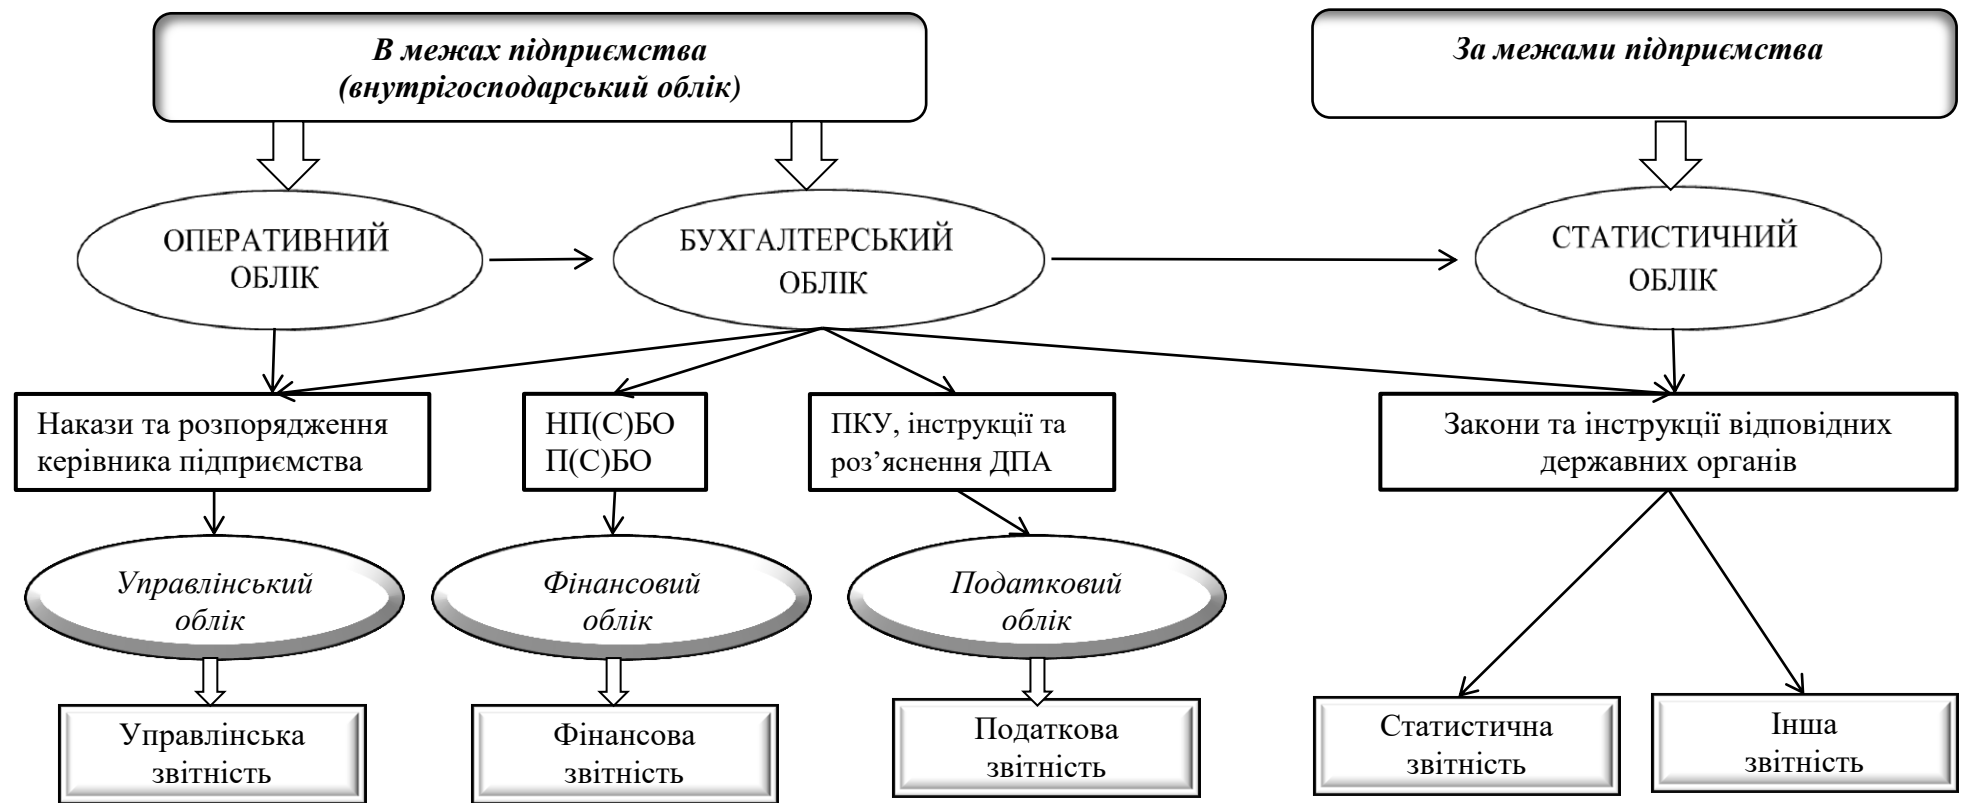 В межах підприємства
(внутрігосподарський облік)
За межами підприємства
ОПЕРАТИВНИЙ
ОБЛІК
БУХГАЛТЕРСЬКИЙ
ОБЛІК
СТАТИСТИЧНИЙ
ОБЛІК
Накази та розпорядження
керівника підприємства
НП(С)БО
П(С)БО
ПКУ, інструкції та
роз’яснення ДПА
Закони та інструкції відповідних
державних органів
Управлінський
облік
Фінансовий
облік
Податковий
облік
Управлінська
звітність
Фінансова
звітність
Податкова
звітність
Статистична
звітність
Інша
звітність